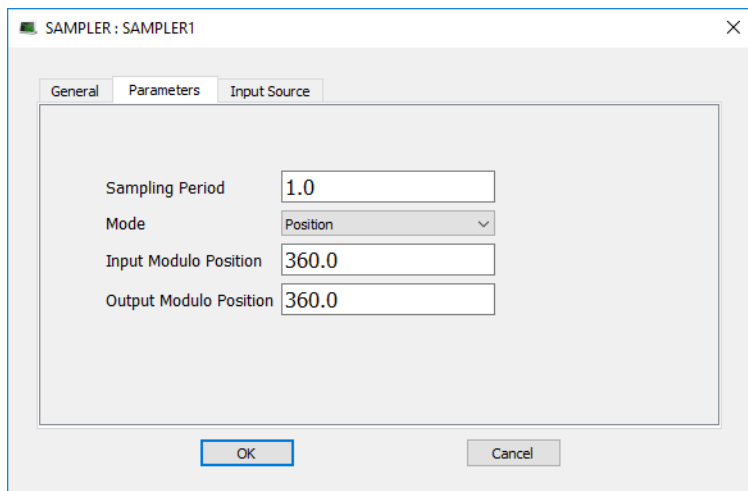 SAMPLER : SAMPLER1
General Parameters Input Source
Sampling Period 1.0
Mode Position
Input Modulo Position 360.0
Output Modulo Position 360.0
OK Cancel